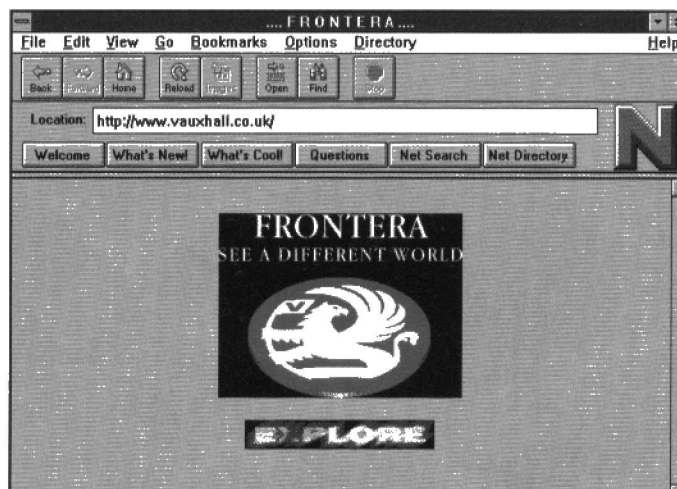 ....FRONTERA....
File Edit View Go Bookmarks Options Directory Help
Back Forward Home Reload Images Open Find Stop
Location: http://www.vauxhall.co.uk/
N
Welcome What's New! What's Cool! Questions Net Search Net Directory
FRONTERA
SEE A DIFFERENT WORLD
V
EXPLORE